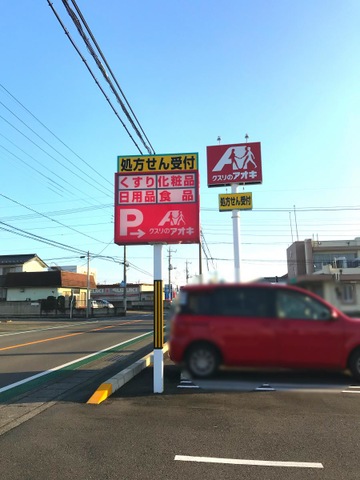 処方せん受付
くすり 化粧品
日用品 食品
P クスリのアオキ
クスリのアオキ
処方せん受付